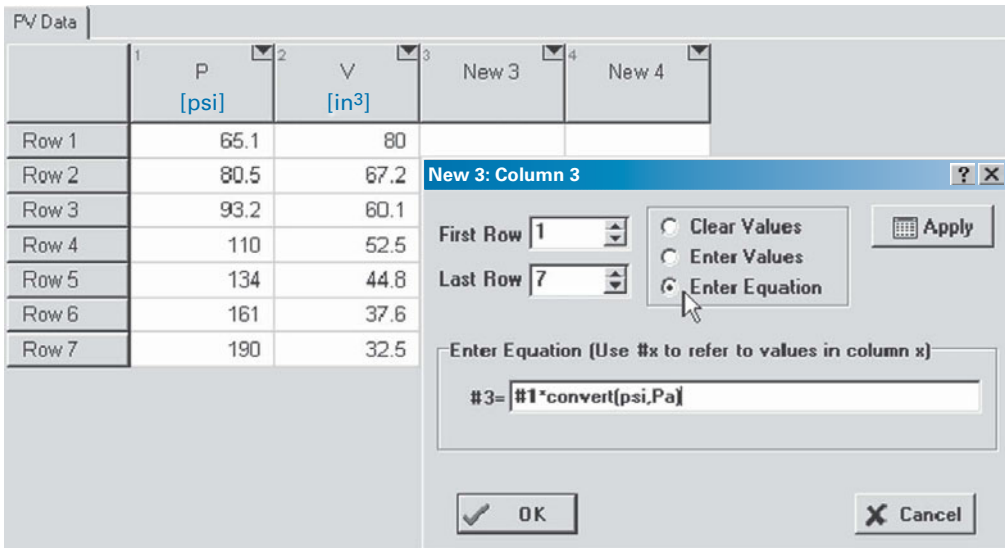 PV Data
1 P [psi] 2 V [in3] 3 New 3 4 New 4
Row 1 65.1 80
Row 2 80.5 67.2
Row 3 93.2 60.1
Row 4 110 52.5
Row 5 134 44.8
Row 6 161 37.6
Row 7 190 32.5
New 3: Column 3
First Row 1
Last Row 7
Clear Values
Enter Values
Enter Equation
Apply
Enter Equation (Use #x to refer to values in column x)
#3= #1*convert(psi,Pa)
OK
Cancel